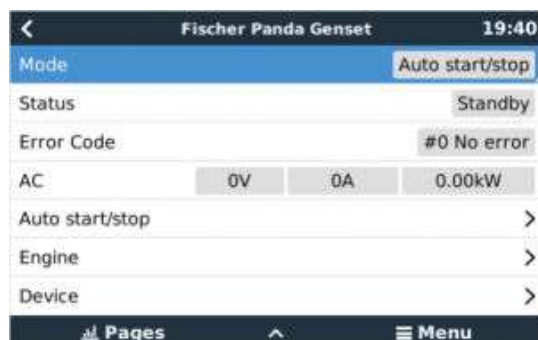 Fischer Panda Genset 19:40
Mode Auto start/stop
Status Standby
Error Code #0 No error
AC 0V 0A 0.00kW
Auto start/stop
Engine
Device
Pages Menu